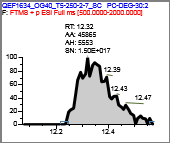 QEF1634_OG40_T5-250-2-7_SC PC-DEG-30:2
F: FTMS + p ESI Full ms [500.0000-2000.0000]
RT: 12.32
AA: 45865
AH: 5553
SN: 1.50E+017
100
80
60
40
20
0
12.39
12.43
12.47
12.2
12.4